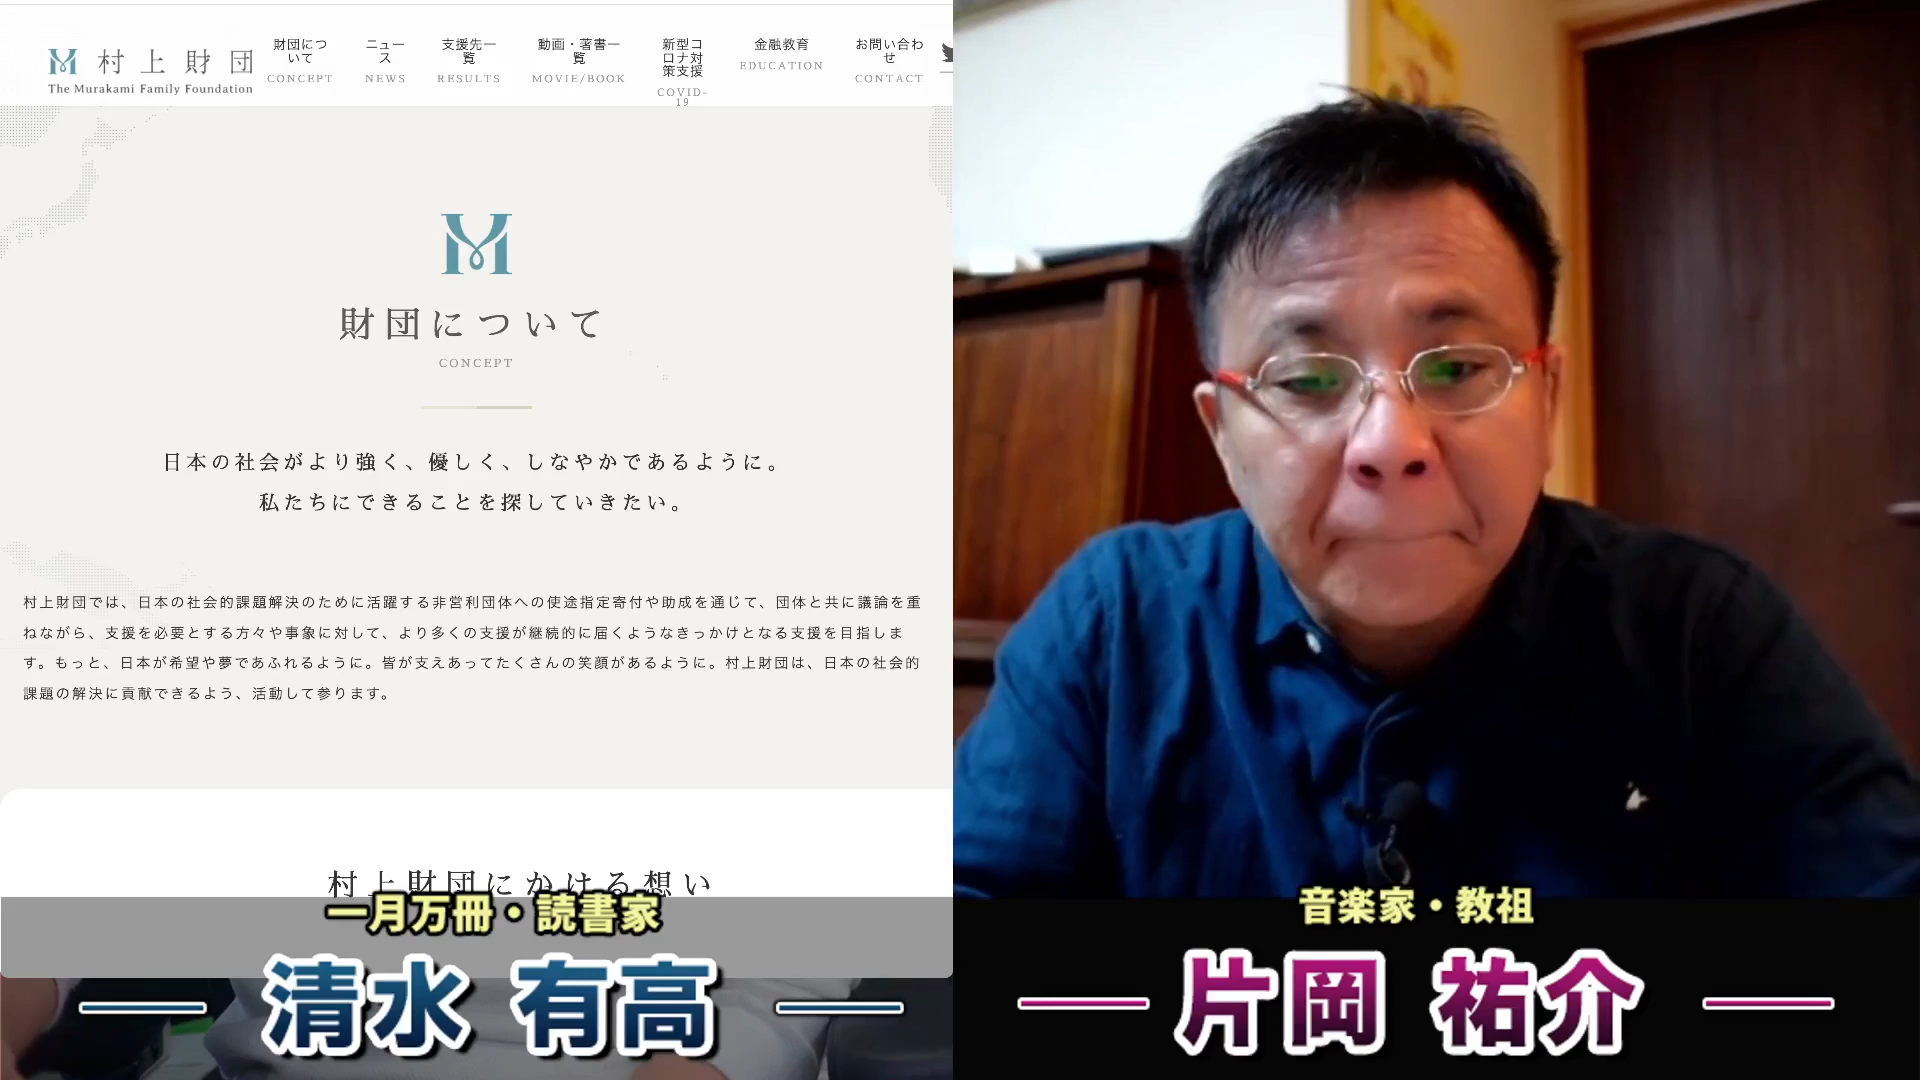 村上財団
The Murakami Family Foundation
財団につ
いて
CONCEPT
ニュー
ス
NEWS
支援先一
覧
RESULTS
動画・著書一
覧
MOVIE/BOOK
新型コ
ロナ対
策支援
COVID-
19
金融教育
EDUCATION
お問い合わ
せ
CONTACT
財団について
CONCEPT
日本の社会がより強く、優しく、しなやかであるように。
私たちにできることを探していきたい。
村上財団では、日本の社会的課題解決のために活躍する非営利団体への使途指定寄付や助成を通じて、団体と共に議論を重
ねながら、支援を必要とする方々や事象に対して、より多くの支援が継続的に届くようなきっかけとなる支援を目指しま
す。もっと、日本が希望や夢であふれるように。皆が支えあってたくさんの笑顔があるように。村上財団は、日本の社会的
課題の解決に貢献できるよう、活動して参ります。
村上財団にかける想い
一月万冊・読書家
清水 有高
音楽家・教祖
片岡 祐介